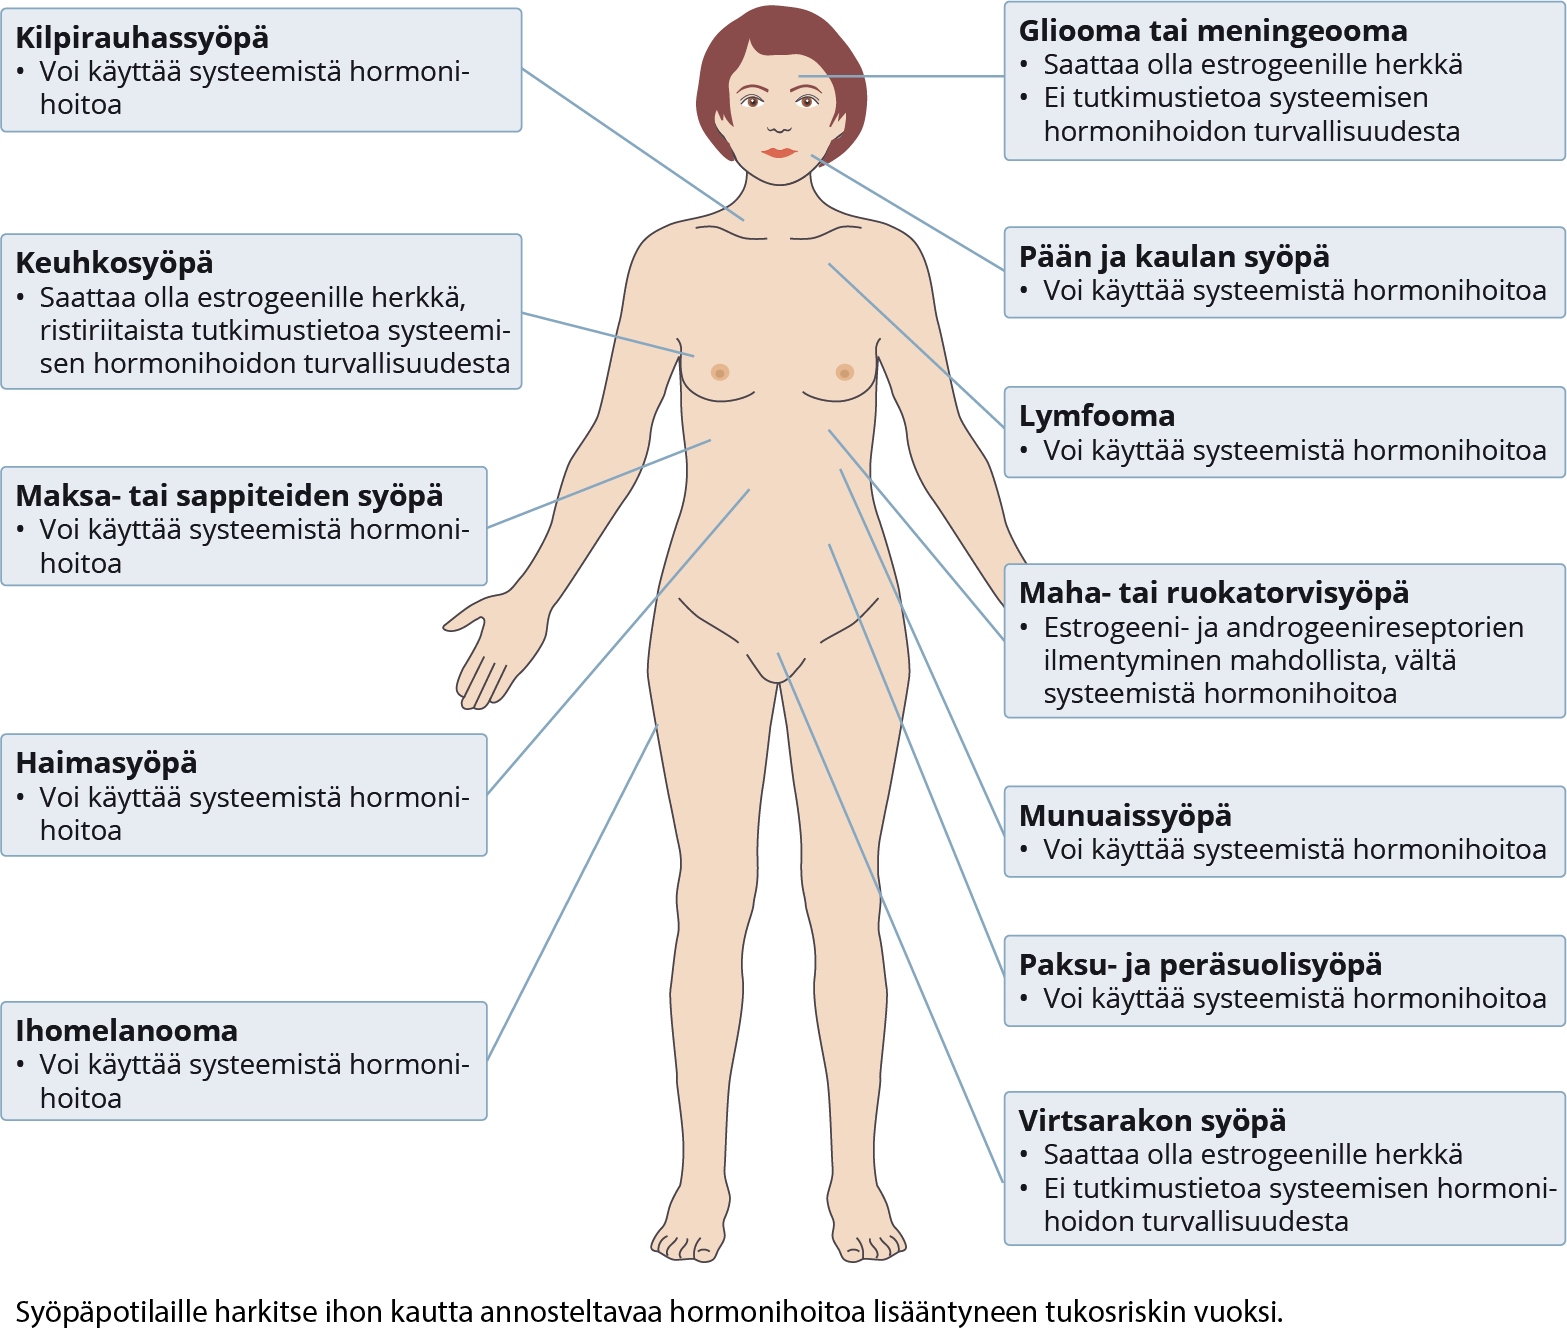 Kilpirauhassyöpä
• Voi käyttää systeemistä hormoni-
hoitoa
Keuhkosyöpä
• Saattaa olla estrogeenille herkkä,
ristiriitaista tutkimustietoa systeemi-
sen hormonihoidon turvallisuudesta
Maksa- tai sappiteiden syöpä
• Voi käyttää systeemistä hormoni-
hoitoa
Haimasyöpä
• Voi käyttää systeemistä hormoni-
hoitoa
Ihomelanooma
• Voi käyttää systeemistä hormoni-
hoitoa
Gliooma tai meningeooma
• Saattaa olla estrogeenille herkkä
• Ei tutkimustietoa systeemisen
hormonihoidon turvallisuudesta
Pään ja kaulan syöpä
• Voi käyttää systeemistä hormonihoitoa
Lymfooma
• Voi käyttää systeemistä hormonihoitoa
Maha- tai ruokatorvisyöpä
• Estrogeeni- ja androgeenireseptorien
ilmentyminen mahdollista, vältä
systeemistä hormonihoitoa
Munuaissyöpä
• Voi käyttää systeemistä hormonihoitoa
Paksu- ja peräsuolisyöpä
• Voi käyttää systeemistä hormonihoitoa
Virtsarakon syöpä
• Saattaa olla estrogeenille herkkä
• Ei tutkimustietoa systeemisen hormoni-
hoidon turvallisuudesta
Syöpäpotilaille harkitse ihon kautta annosteltavaa hormonihoitoa lisääntyneen tukosriskin vuoksi.